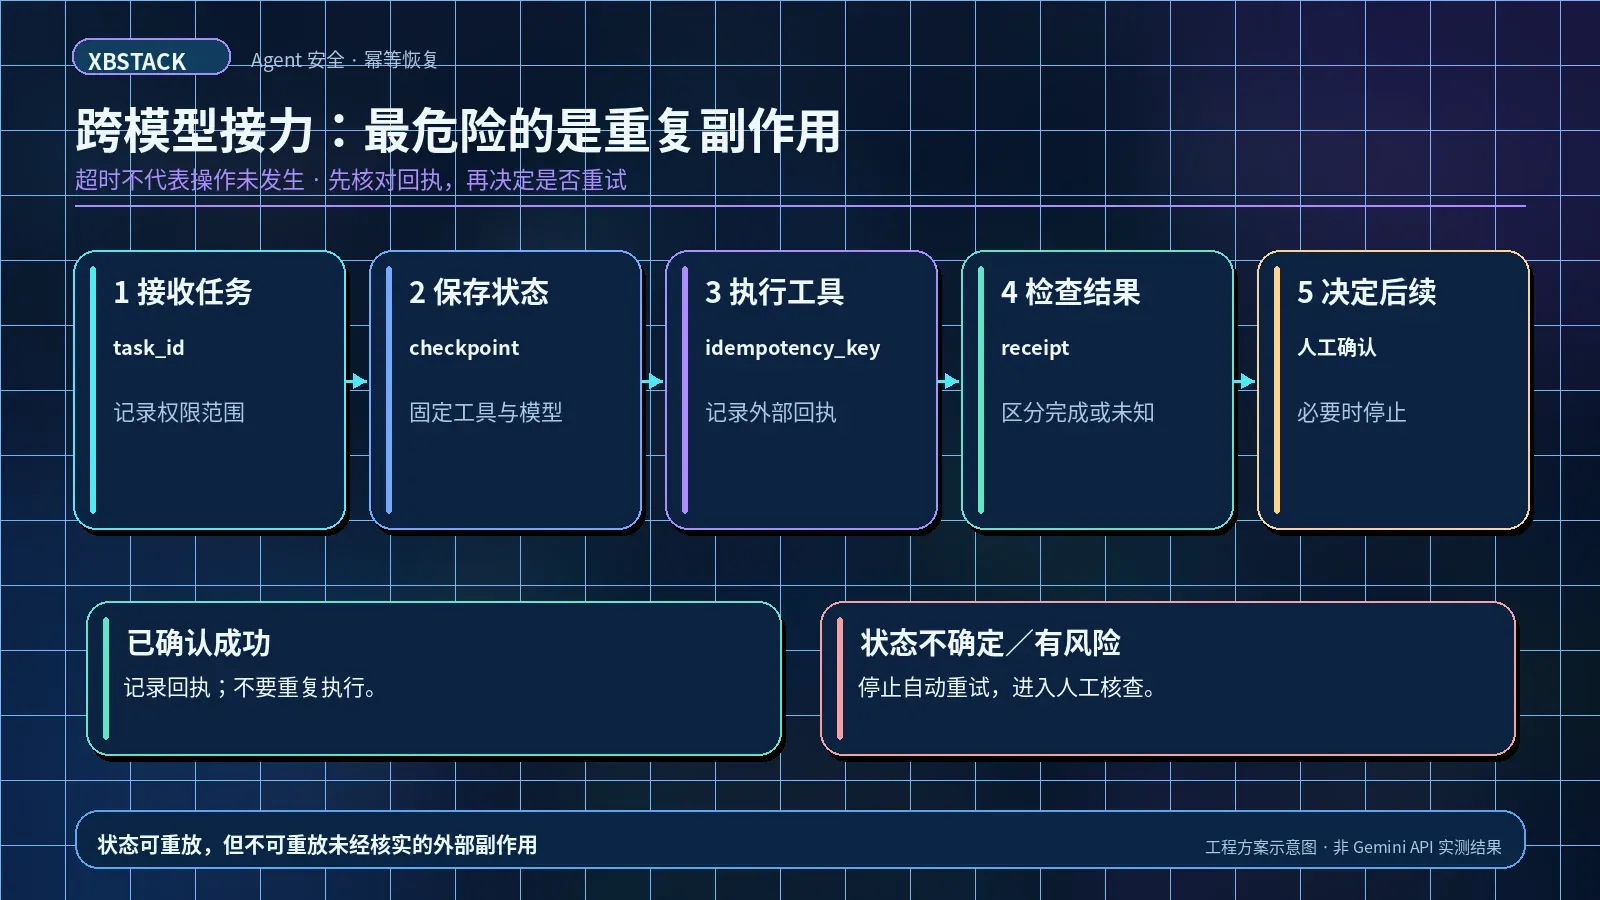 XBSTACK
Agent 安全 · 幂等恢复
跨模型接力：最危险的是重复副作用
超时不代表操作未发生 · 先核对回执，再决定是否重试
1 接收任务
task_id
记录权限范围
2 保存状态
checkpoint
固定工具与模型
3 执行工具
idempotency_key
记录外部回执
4 检查结果
receipt
区分完成或未知
5 决定后续
人工确认
必要时停止
已确认成功
记录回执；不要重复执行。
状态不确定／有风险
停止自动重试，进入人工核查。
状态可重放，但不可重放未经核实的外部副作用
工程方案示意图 · 非 Gemini API 实测结果